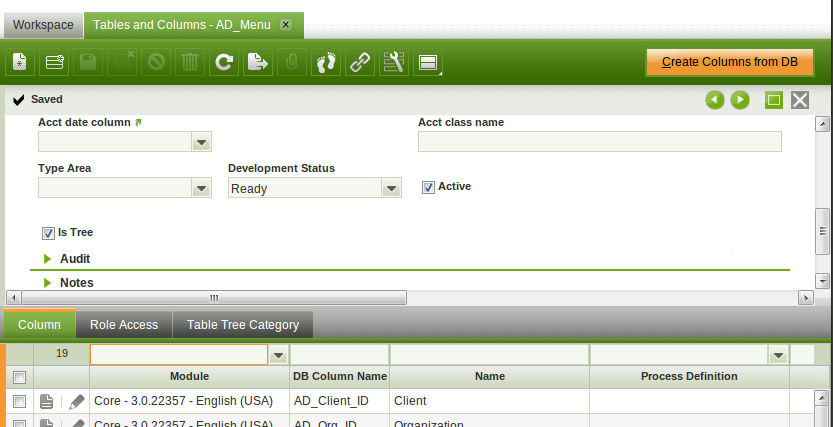 Workspace Tables and Columns - AD_Menu
Create Columns from DB
Saved
Acct date column Acct class name
Type Area Development Status
Ready Active
Is Tree
Audit
Notes
Column Role Access Table Tree Category
19
Module DB Column Name Name Process Definition
Core - 3.0.22357 - English (USA) AD_Client_ID Client
Core - 3.0.22357 - English (USA) AD_Org_ID Organization